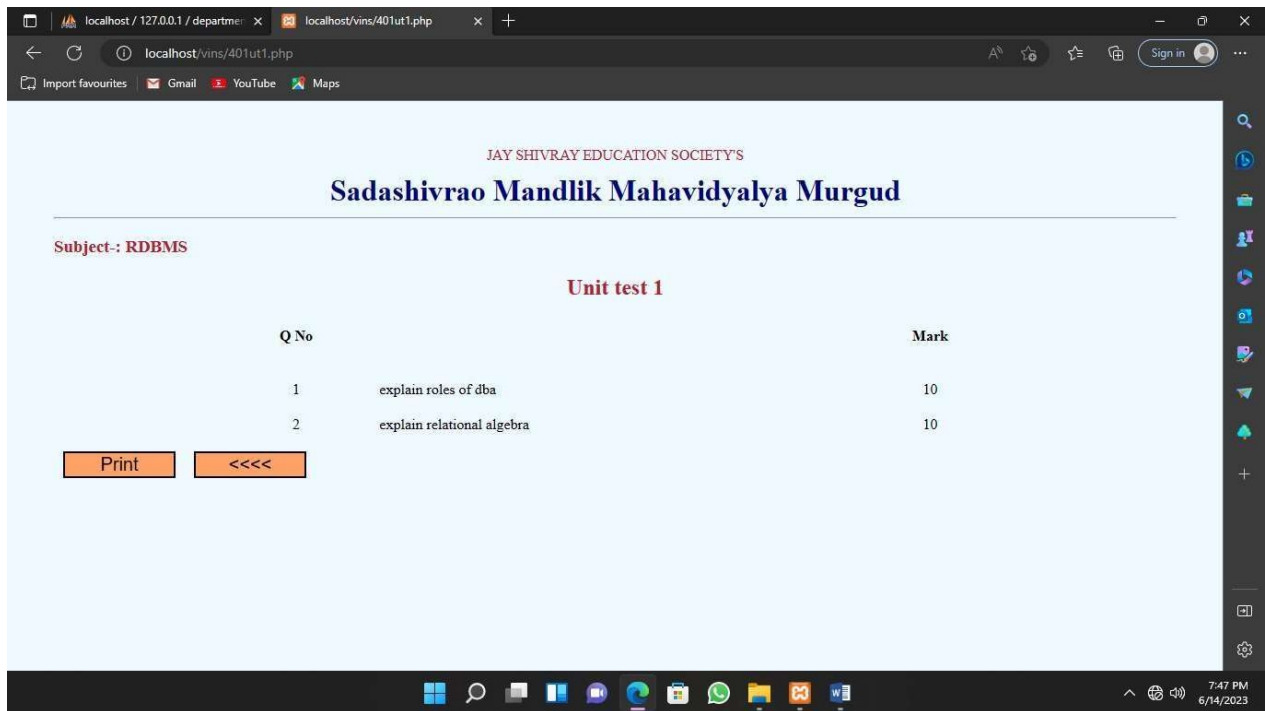 localhost / 127.0.0.1 / departmen
localhost/vins/401ut1.php
localhost/vins/401ut1.php
Sign in
Import favourites
Gmail
YouTube
Maps
JAY SHIVRAY EDUCATION SOCIETY'S
Sadashivrao Mandlik Mahavidyalya Murgud
Subject-: RDBMS
Unit test 1
Q No Mark
1 explain roles of dba 10
2 explain relational algebra 10
Print <<<<
7:47 PM
6/14/2023